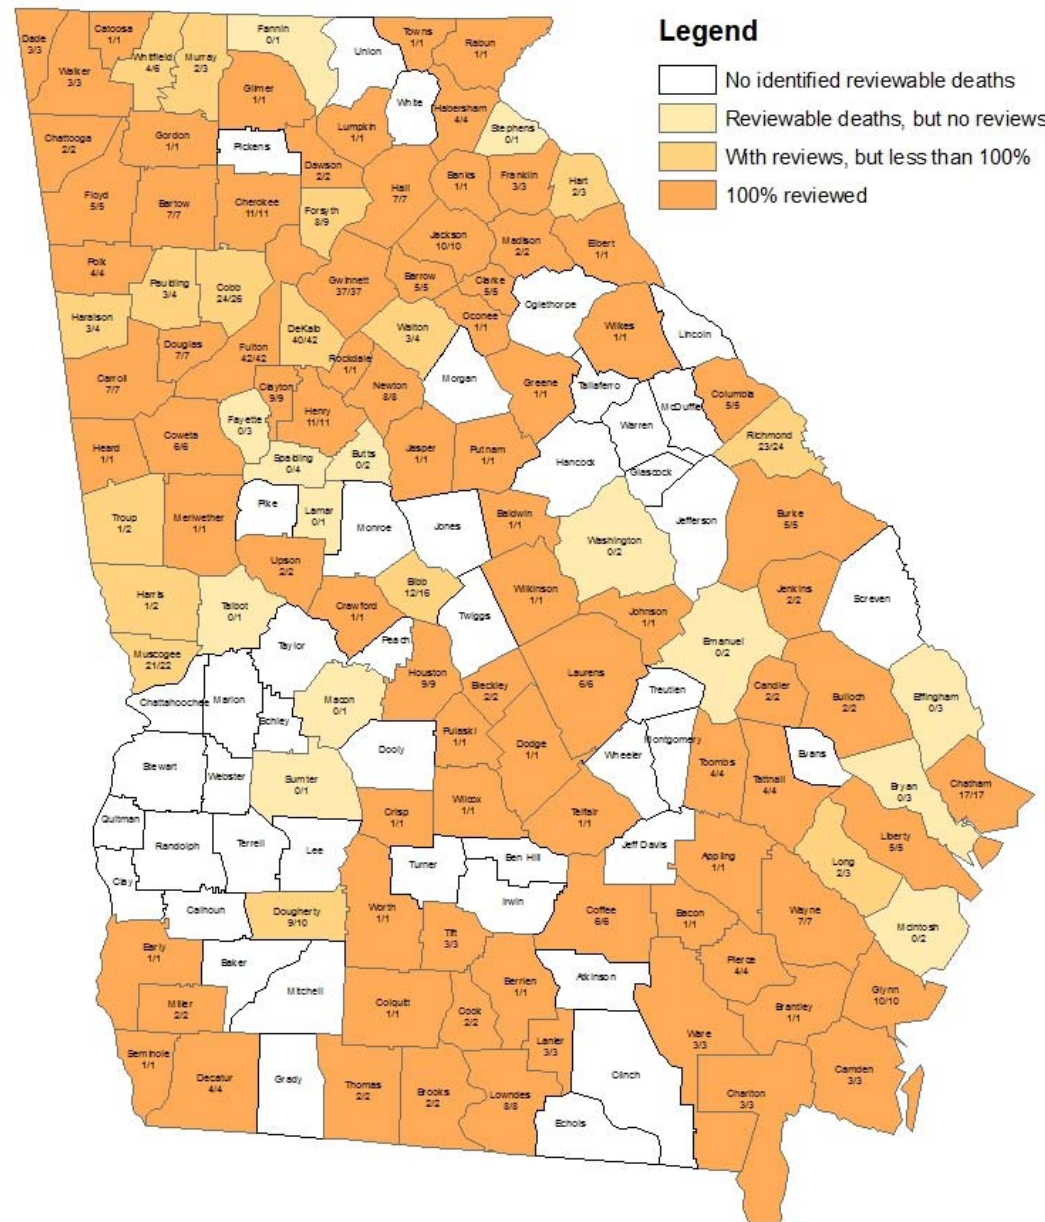 Legend
No identified reviewable deaths
Reviewable deaths, but no reviews
With reviews, but less than 100%
100% reviewed
Dade
3/3
Catoosa
1/1
Walker
3/3
Whitfield
4/6
Murray
2/3
Fannin
0/1
Union
Towns
1/1
Rabun
1/1
Gilmer
1/1
White
Habersham
4/4
Stephens
0/1
Chattooga
2/2
Gordon
1/1
Pickens
Lumpkin
1/1
Dawson
2/2
Hall
7/7
Banks
1/1
Franklin
3/3
Hart
2/3
Floyd
5/5
Bartow
7/7
Cherokee
11/11
Forsyth
8/9
Jackson
10/10
Madison
2/2
Elbert
1/1
Polk
4/4
Paulding
3/4
Cobb
24/26
Gwinnett
37/37
Barrow
5/5
Clarke
5/5
Oconee
1/1
Oglethorpe
Wilkes
1/1
Lincoln
Haralson
3/4
Douglas
7/7
Fulton
42/42
DeKalb
40/42
Rockdale
1/1
Walton
3/4
Morgan
Greene
1/1
Taliaferro
McDuffie
Columbia
5/5
Carroll
7/7
Clayton
9/9
Henry
11/11
Newton
8/8
Warren
Richmond
23/24
Fayette
0/3
Heard
1/1
Coweta
6/6
Spalding
0/4
Butts
0/2
Jasper
1/1
Putnam
1/1
Hancock
Glascock
Troup
1/2
Meriwether
1/1
Pike
Lamar
0/1
Monroe
Jones
Baldwin
1/1
Washington
0/2
Jefferson
Burke
5/5
Upson
2/2
Harris
1/2
Talbot
0/1
Crawford
1/1
Bibb
12/16
Twiggs
Wilkinson
1/1
Johnson
1/1
Jenkins
2/2
Screven
Muscogee
21/22
Taylor
Peach
Houston
9/9
Emanuel
0/2
Chattahoochee
Marion
Schley
Macon
0/1
Bleckley
2/2
Laurens
6/6
Treutlen
Candler
2/2
Bulloch
2/2
Effingham
0/3
Stewart
Webster
Sumter
0/1
Dooly
Pulaski
1/1
Dodge
1/1
Wheeler
Montgomery
Toombs
4/4
Tattnall
4/4
Evans
Bryan
0/3
Chatham
17/17
Quitman
Randolph
Terrell
Lee
Crisp
1/1
Wilcox
1/1
Telfair
1/1
Jeff Davis
Appling
1/1
Long
2/3
Liberty
5/5
Clay
Calhoun
Dougherty
9/10
Worth
1/1
Turner
Ben Hill
Irwin
Coffee
6/6
Bacon
1/1
Wayne
7/7
McIntosh
0/2
Early
1/1
Baker
Mitchell
Tift
3/3
Berrien
1/1
Atkinson
Pierce
4/4
Glynn
10/10
Miller
2/2
Colquitt
1/1
Cook
2/2
Lanier
3/3
Ware
3/3
Brantley
1/1
Seminole
1/1
Decatur
4/4
Grady
Thomas
2/2
Brooks
2/2
Lowndes
8/8
Clinch
Echols
Charlton
3/3
Camden
3/3